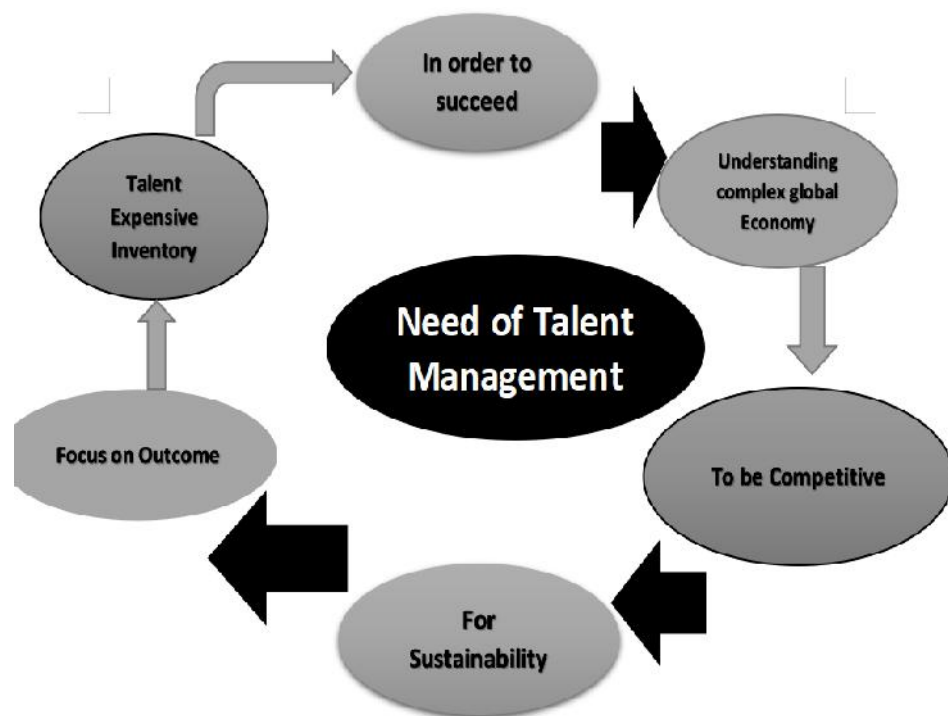 In order to
succeed
Understanding
complex global
Economy
Talent
Expensive
Inventory
Need of Talent
Management
Focus on Outcome
To be Competitive
For
Sustainability